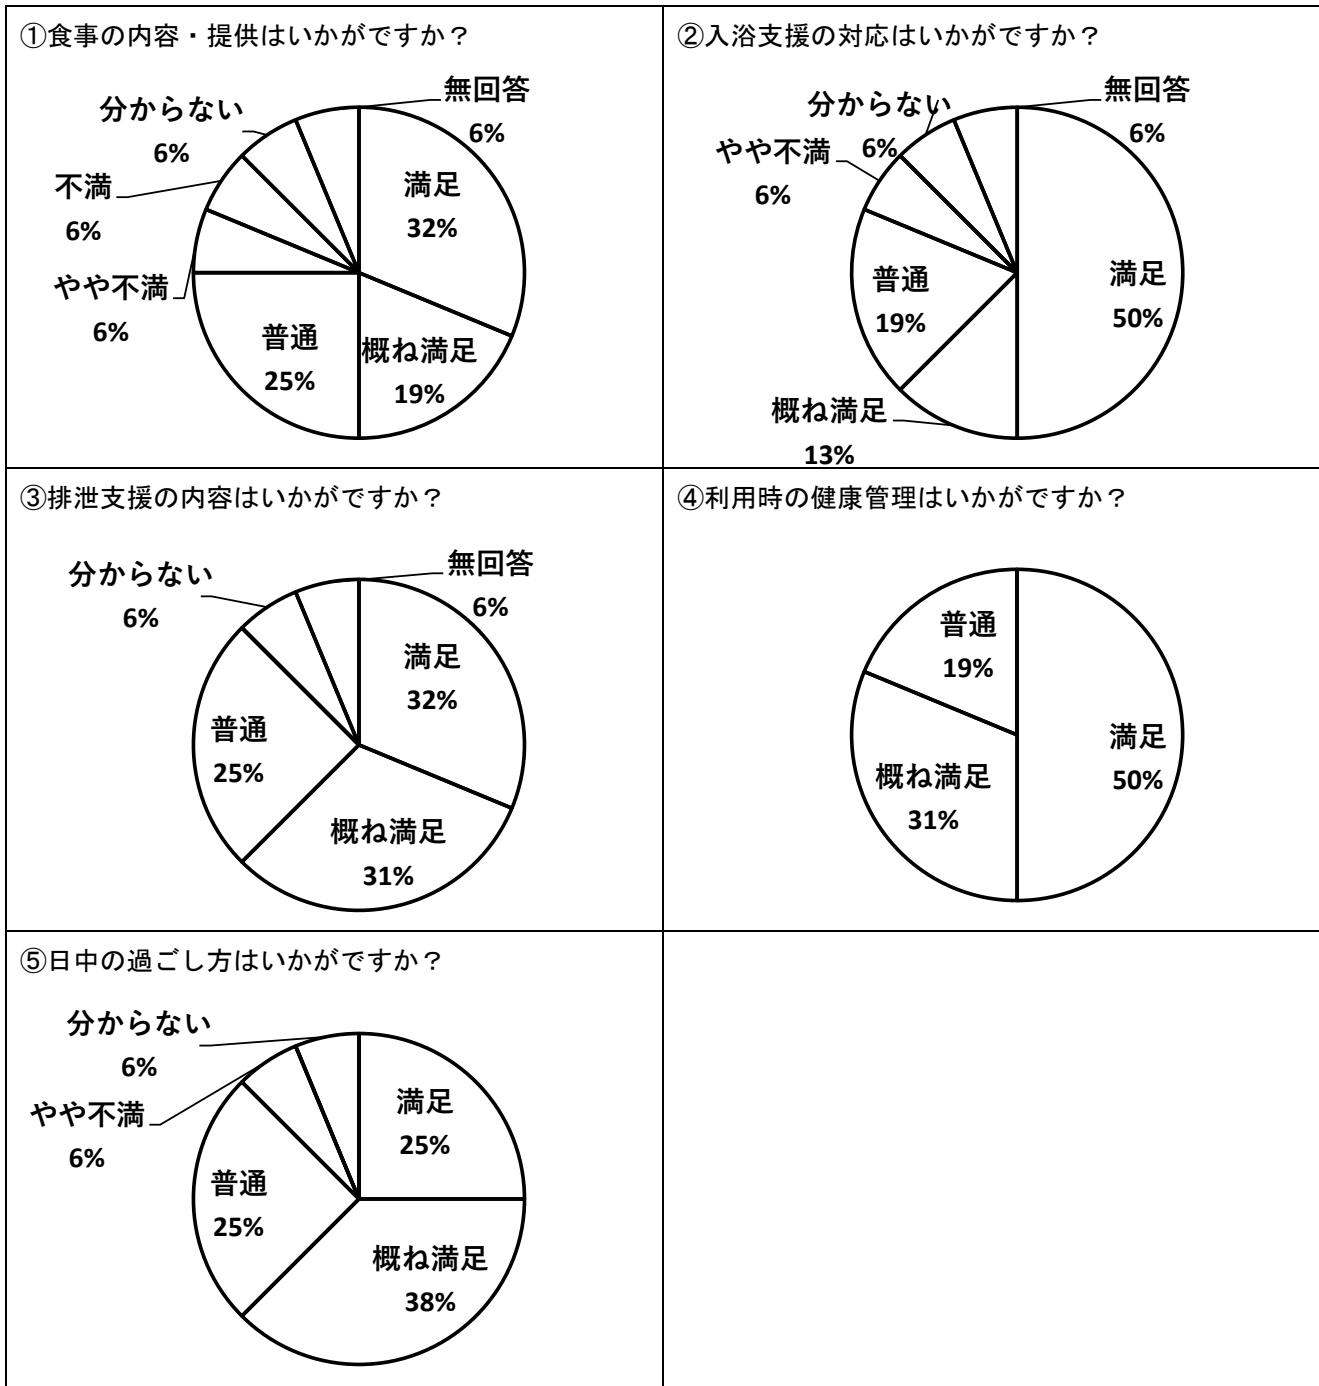 ①食事の内容・提供はいかがですか？
無回答
6%
分からない
6%
不満
6%
やや不満
6%
満足
32%
概ね満足
19%
普通
25%
②入浴支援の対応はいかがですか？
無回答
6%
分からない
6%
やや不満
6%
普通
19%
満足
50%
概ね満足
13%
③排泄支援の内容はいかがですか？
無回答
6%
分からない
6%
満足
32%
普通
25%
概ね満足
31%
④利用時の健康管理はいかがですか？
普通
19%
満足
50%
概ね満足
31%
⑤日中の過ごし方はいかがですか？
分からない
6%
やや不満
6%
満足
25%
普通
25%
概ね満足
38%